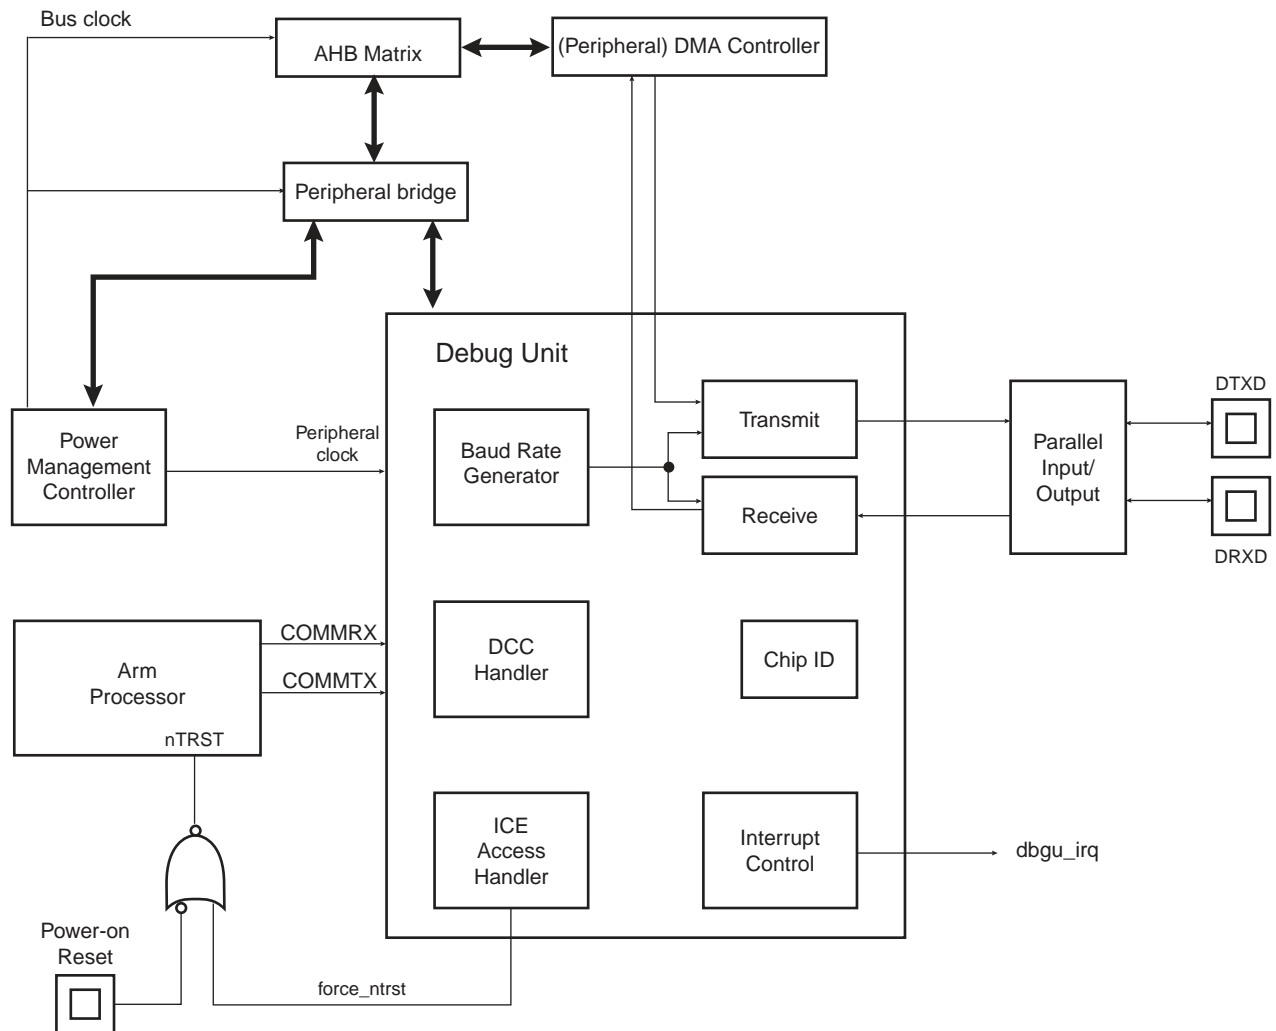 Bus clock
AHB Matrix
(Peripheral) DMA Controller
Peripheral bridge
Debug Unit
Power
Management
Controller
Peripheral
clock
Baud Rate
Generator
Transmit
Receive
Parallel
Input/
Output
DTXD
DRXD
Arm
Processor
nTRST
COMMRX
COMMTX
DCC
Handler
Chip ID
ICE
Access
Handler
Interrupt
Control
dbgu_irq
Power-on
Reset
force_ntrst